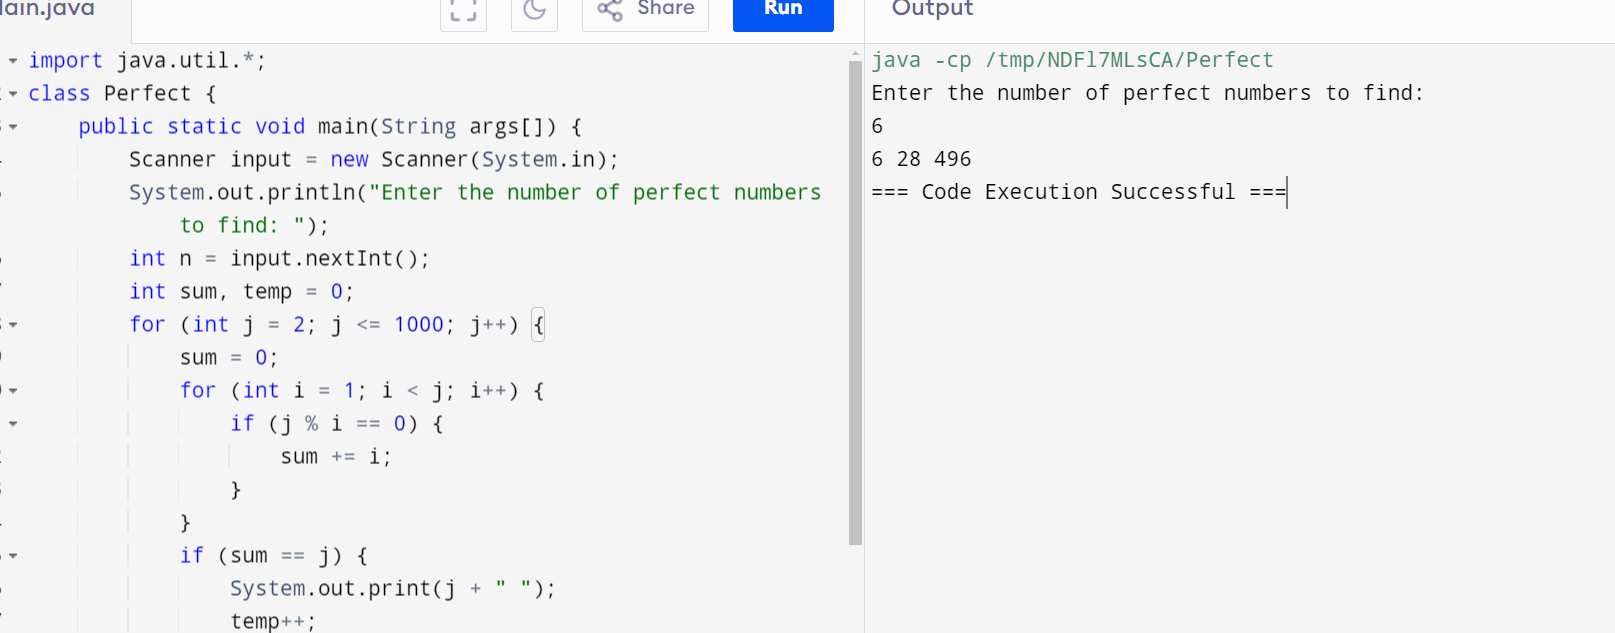 ain.java
Share
Run
Output
import java.util.*;
class Perfect {
public static void main(String args[]) {
Scanner input = new Scanner(System.in);
System.out.println("Enter the number of perfect numbers
to find: ");
int n = input.nextInt();
int sum, temp = 0;
for (int j = 2; j <= 1000; j++) {
sum = 0;
for (int i = 1; i < j; i++) {
if (j % i == 0) {
sum += i;
}
}
if (sum == j) {
System.out.print(j + " ");
temp++;
java -cp /tmp/NDFl7MLsCA/Perfect
Enter the number of perfect numbers to find:
6
6 28 496
=== Code Execution Successful ===